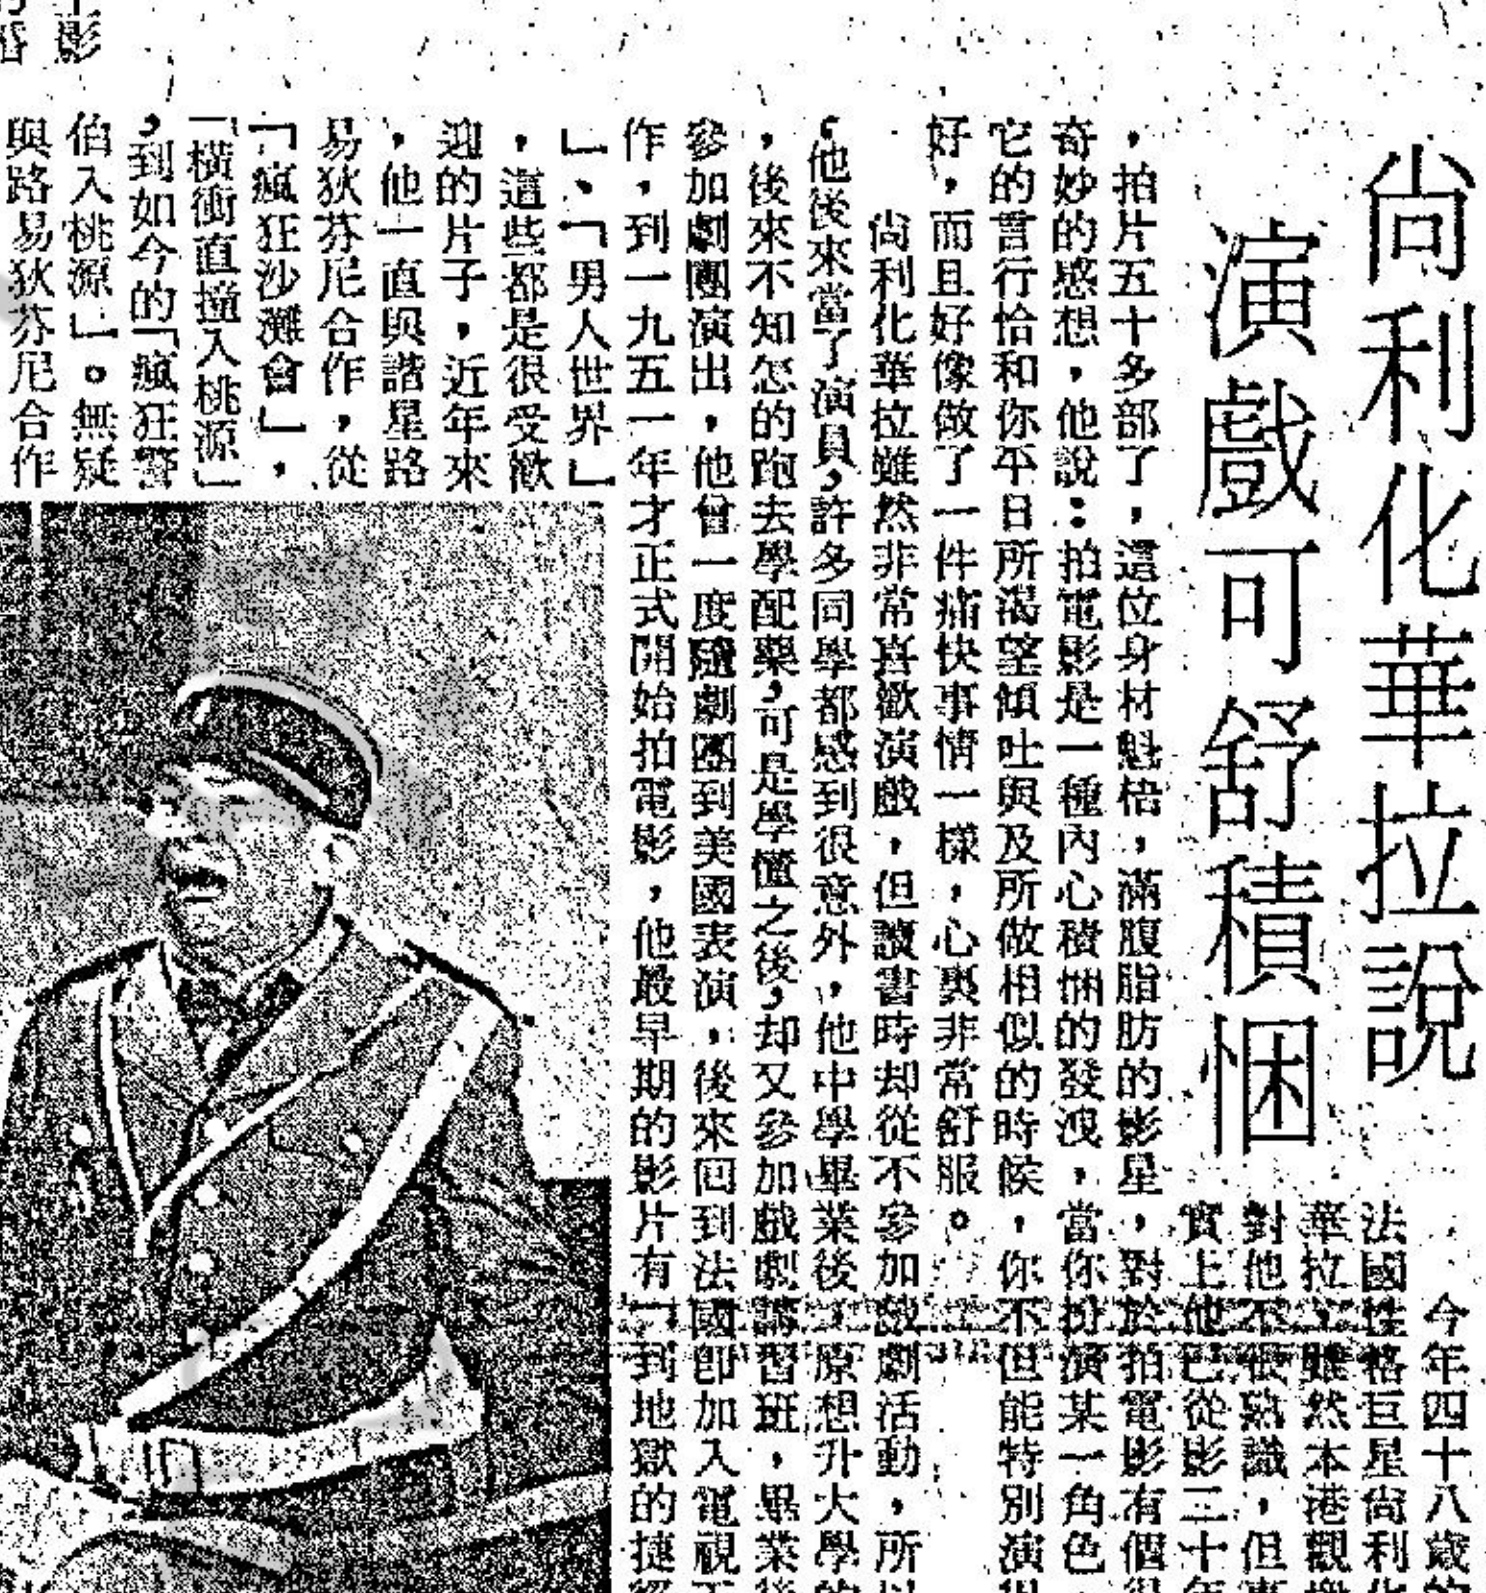 尚利化華拉說
演戲可舒積悃
今年四十八歲
法國性格巨星尚利
華拉，雖然本港觀
對他不很熟識，但
實上他已從影二十年
，拍片五十多部了，這位身材魁梧，滿腹脂肪的影星，對於拍電影有個
奇妙的感想，他說：拍電影是一種內心積悃的發洩，當你扮演某一角色，
它的言行恰和你平日所渴望傾吐與及所做相似的時候，你不但能特別演
好，而且好像做了一件痛快事情一樣，心裏非常舒服。
尚利化華拉雖然非常喜歡演戲，但讀書時却從不參加戲劇活動，所以
他後來當了演員，許多同學都感到很意外，他中學畢業後，原想升大學的
，後來不知怎的跑去學配藥，可是學懂之後，却又參加戲劇講習班，畢業後
參加劇團演出，他曾一度隨劇團到美國表演，後來回到法國卽加入電視工
作，到一九五一年才正式開始拍電影，他最早期的影片有「到地獄的捷徑
」、「男人世界」
，這些都是很受歡
迎的片子，近年來
，他一直與諧星路
易狄芬尼合作，從
「瘋狂沙灘會」，
「橫衝直撞入桃源」
，到如今的「瘋狂警
伯入桃源」。無疑
與路易狄芬尼合作
影